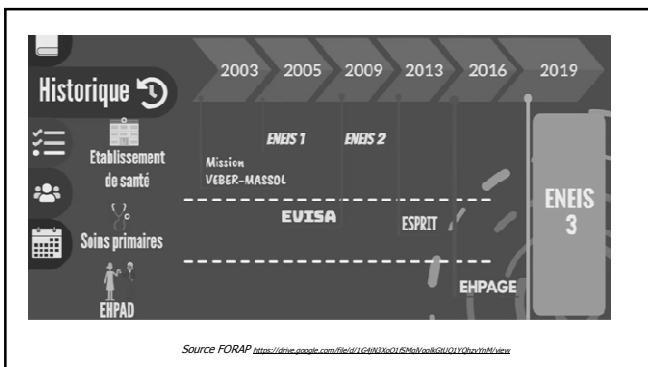 2003 2005 2009 2013 2016 2019
Historique
ENEIS 1 ENEIS 2
Etablissement
de santé
Mission
VEBER-MASSOL
ENEIS
3
EVISA
ESPRIT
Soins primaires
EHPAGE
EHPAD
Source FORAP